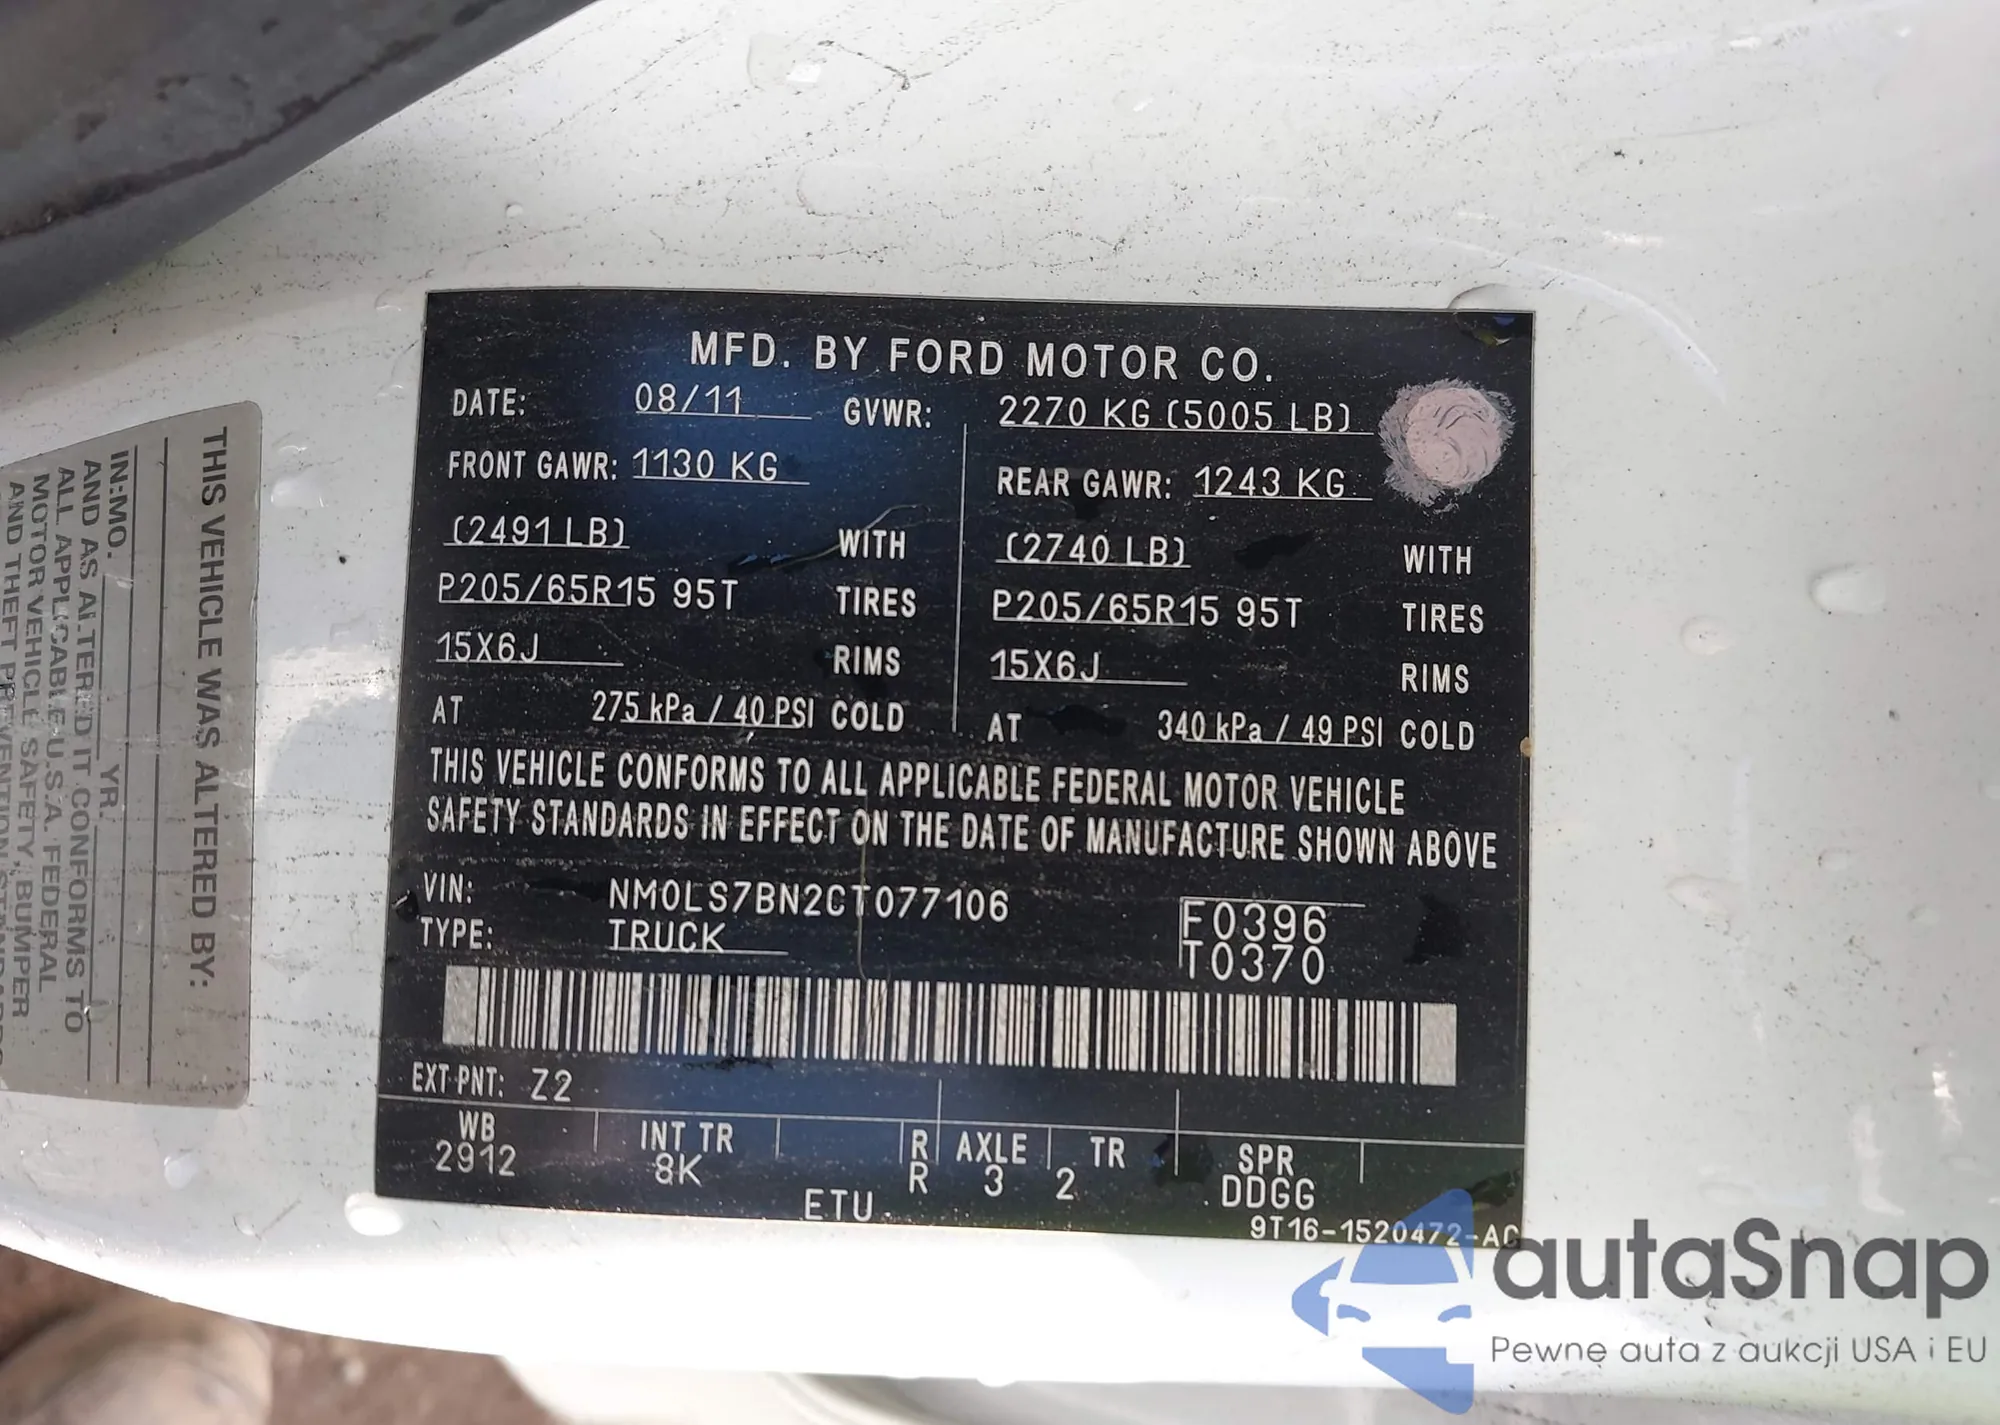 MFD. BY FORD MOTOR CO.
DATE: 08/11 GVWR: 2270 KG (5005 LB)
FRONT GAWR: 1130 KG REAR GAWR: 1243 KG
(2491 LB) WITH (2740 LB) WITH
P205/65R15 95T TIRES P205/65R15 95T TIRES
15X6J RIMS 15X6J RIMS
AT 275 kPa / 40 PSI COLD AT 340 kPa / 49 PSI COLD
THIS VEHICLE CONFORMS TO ALL APPLICABLE FEDERAL MOTOR VEHICLE
SAFETY STANDARDS IN EFFECT ON THE DATE OF MANUFACTURE SHOWN ABOVE
VIN: NM0LS7BN2CT077106 F0396
TYPE: TRUCK T0370
EXT PNT: Z2
WB INT TR R AXLE TR SPR
2912 8K R 3 2 DDGG
ETU
9T16-1520472-AC
THIS VEHICLE WAS ALTERED BY:
IN:MO. YR.
AND AS ALTERED IT CONFORMS TO
ALL APPLICABLE U.S.A. FEDERAL
MOTOR VEHICLE SAFETY, BUMPER
AND THEFT PREVENTION
autaSnap
Pewne auta z aukcji USA i EU